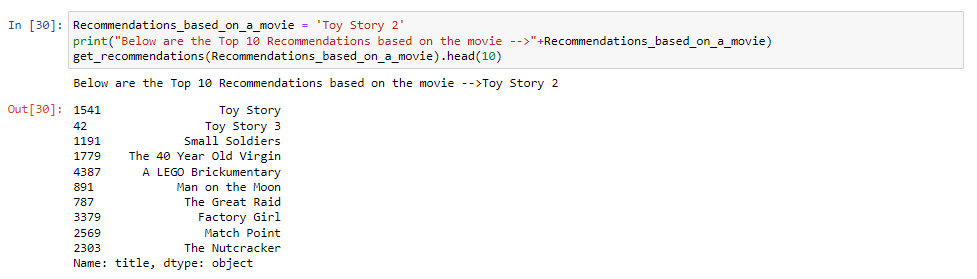 In [30]: Recommendations_based_on_a_movie = 'Toy Story 2'
print("Below are the Top 10 Recommendations based on the movie -->"+Recommendations_based_on_a_movie)
get_recommendations(Recommendations_based_on_a_movie).head(10)
Below are the Top 10 Recommendations based on the movie -->Toy Story 2
Out[30]: 1541 Toy Story
42 Toy Story 3
1191 Small Soldiers
1779 The 40 Year Old Virgin
4387 A LEGO Brickumentary
891 Man on the Moon
787 The Great Raid
3379 Factory Girl
2569 Match Point
2303 The Nutcracker
Name: title, dtype: object